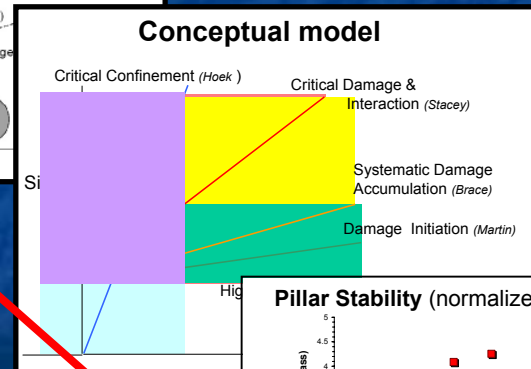 Conceptual model
Critical Confinement (Hoek )
Critical Damage &
Interaction (Stacey)
Systematic Damage
Accumulation (Brace)
Damage Initiation (Martin)
Pillar Stability (normalize
5
4.5
4